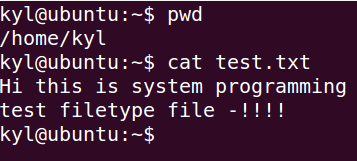 kyl@ubuntu:~$ pwd
/home/kyl
kyl@ubuntu:~$ cat test.txt
Hi this is system programming
test filetype file -!!!!
kyl@ubuntu:~$